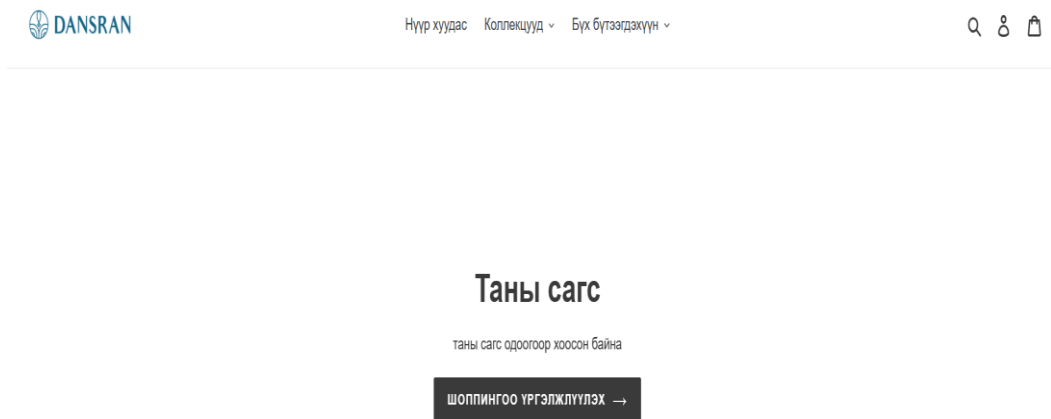 DANSRAN
Нүүр хуудас Коллекцууд Бүх бүтээгдэхүүн
Таны сагс
таны сагс одоогоор хоосон байна
ШОППИНГОО ҮРГЭЛЖЛҮҮЛЭХ →